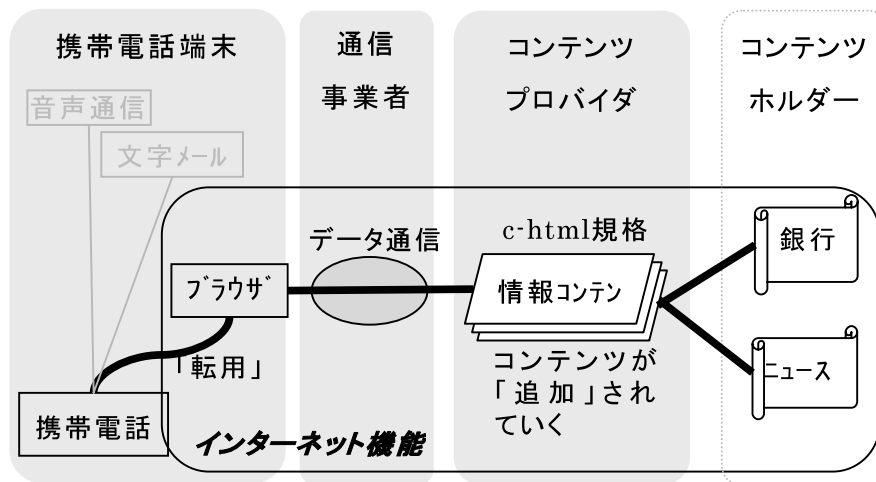 携帯電話端末
通信
事業者
コンテンツ
プロバイダ
コンテンツ
ホルダー
音声通信
文字メール
データ通信
c-html規格
ブラウザ
情報コンテン
銀行
「転用」
コンテンツが
「追加」され
ていく
ニュース
携帯電話
インターネット機能